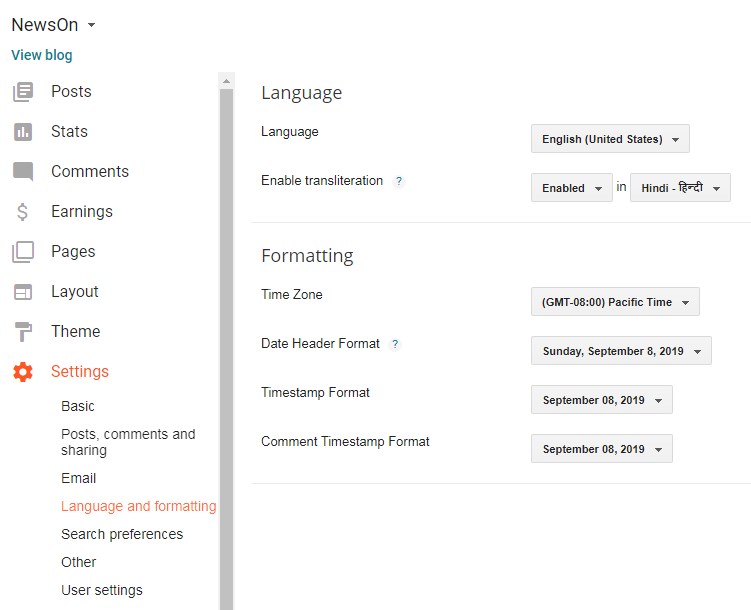 NewsOn
View blog
Posts
Stats
Comments
Earnings
Pages
Layout
Theme
Settings
Basic
Posts, comments and
sharing
Email
Language and formatting
Search preferences
Other
User settings
Language
Language
English (United States)
Enable transliteration ?
Enabled in Hindi - हिन्दी
Formatting
Time Zone
(GMT-08:00) Pacific Time
Date Header Format ?
Sunday, September 8, 2019
Timestamp Format
September 08, 2019
Comment Timestamp Format
September 08, 2019